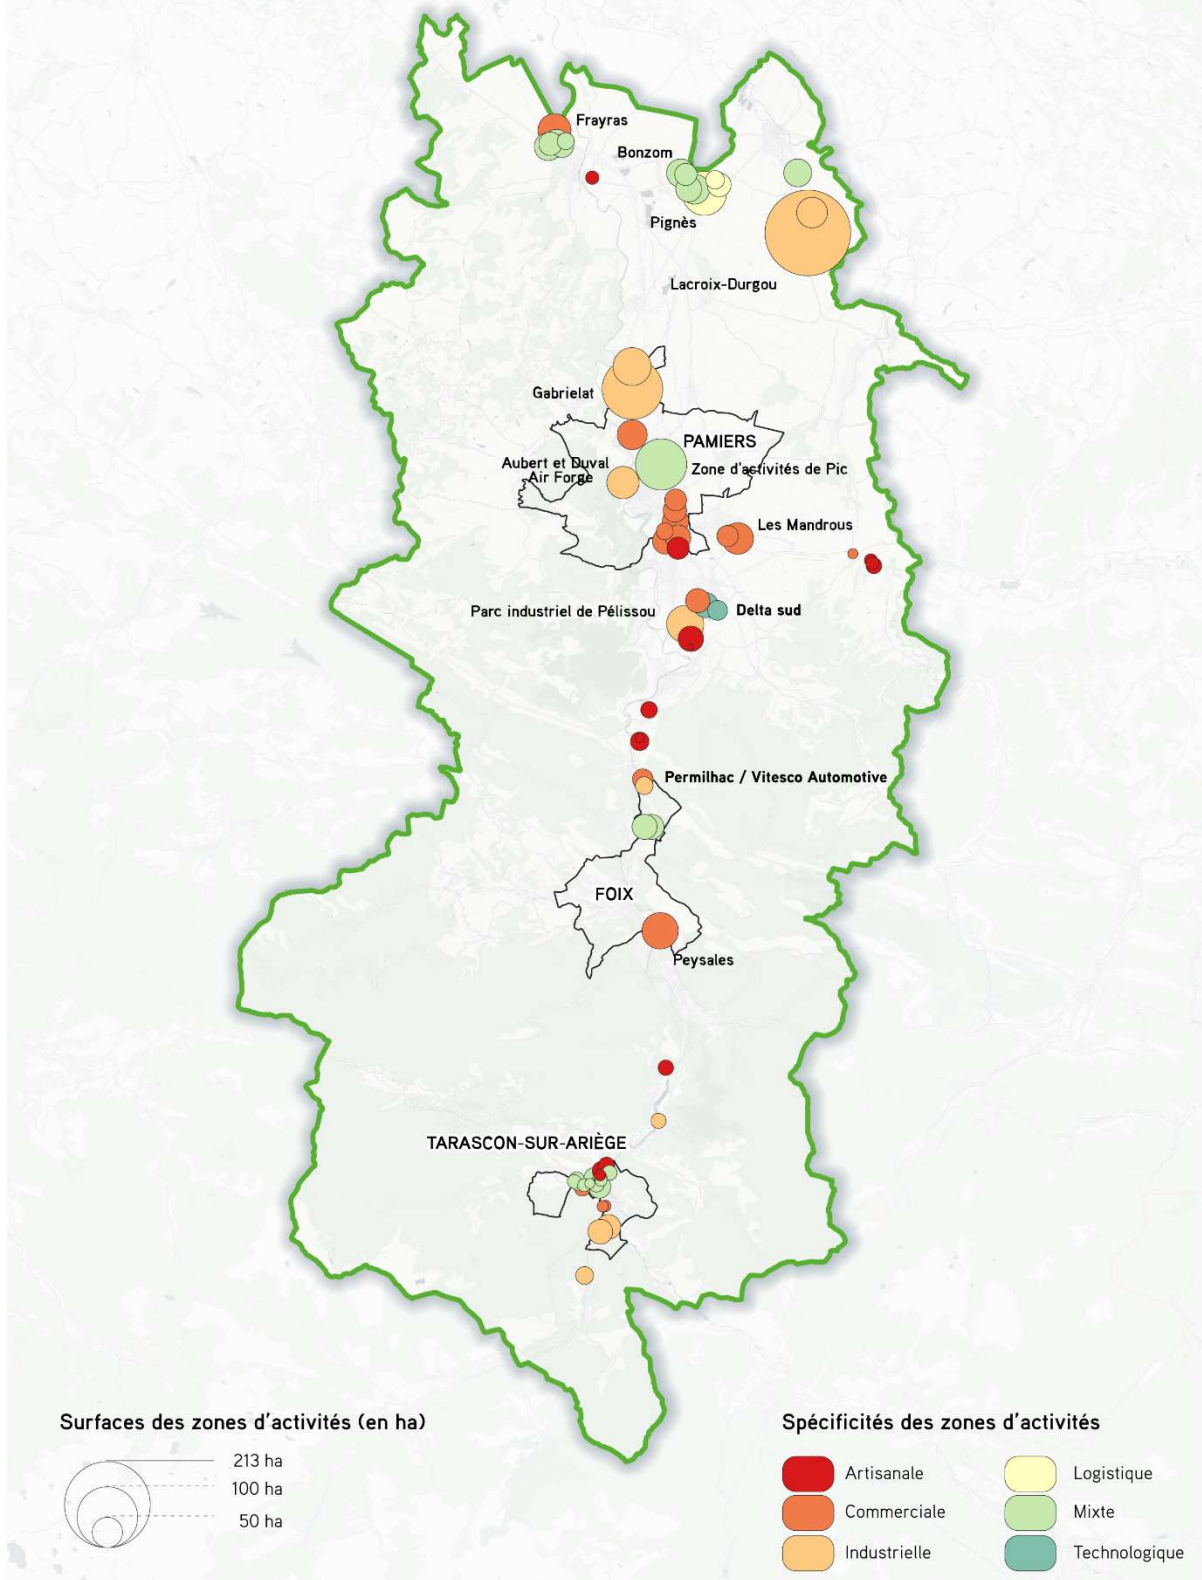 Frayras
Bonzom
Pignès
Lacroix-Durgou
Gabrielat
PAMIERS
Aubert et Duval
Air Forge
Zone d'activités de Pic
Les Mandrous
Parc industriel de Pélissou
Delta sud
Permilhac / Vitesco Automotive
FOIX
Peysales
TARASCON-SUR-ARIÈGE
Surfaces des zones d'activités (en ha)
213 ha
100 ha
50 ha
Spécificités des zones d'activités
Artisanale
Commerciale
Industrielle
Logistique
Mixte
Technologique